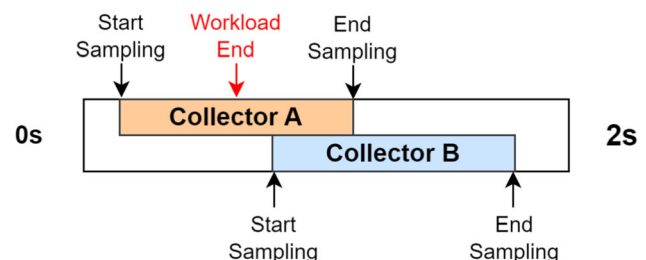 Start
Sampling
Workload
End
End
Sampling
0s
Collector A
Collector B
2s
Start
Sampling
End
Sampling